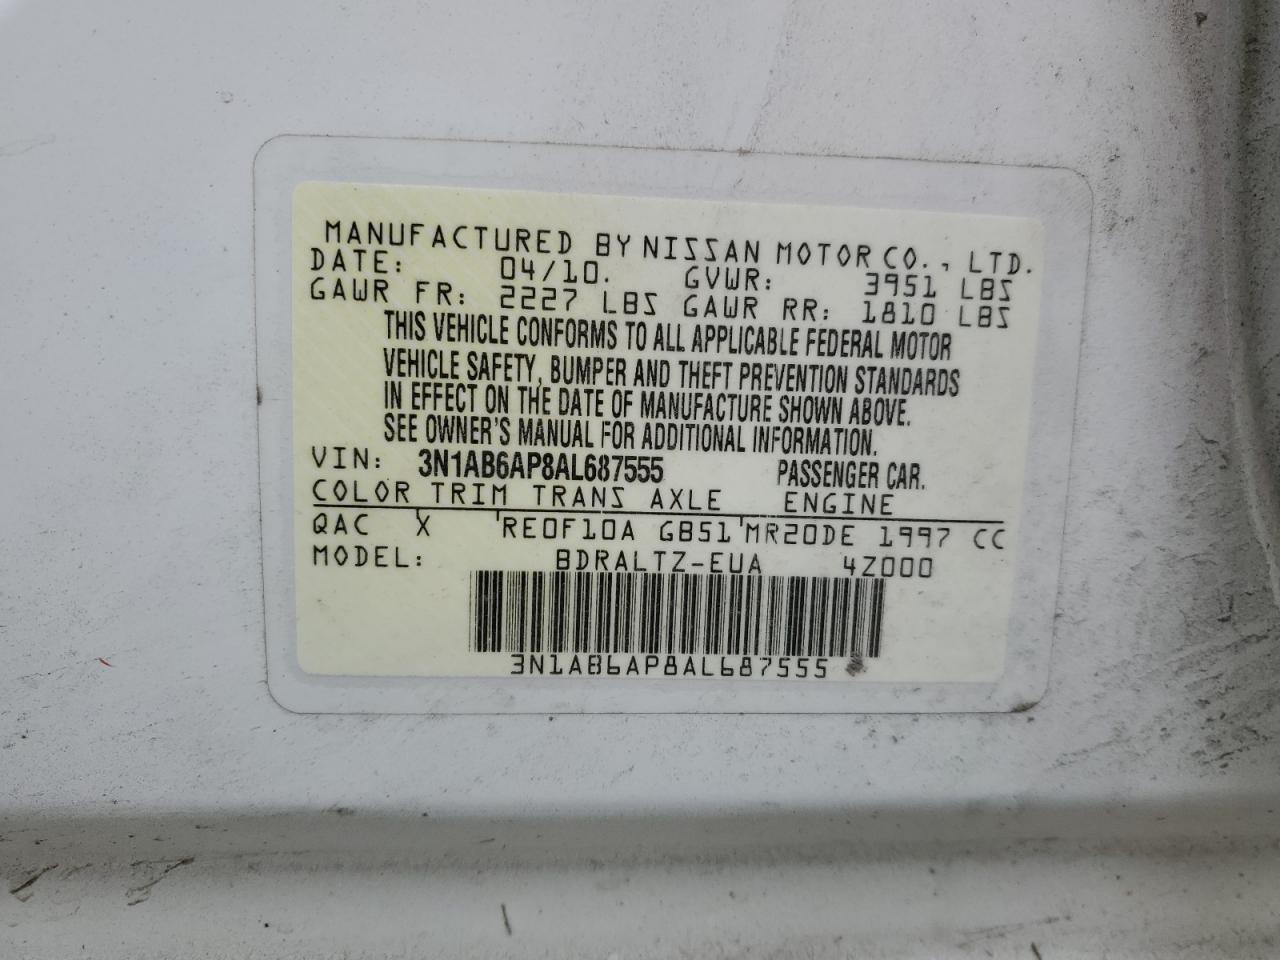 MANUFACTURED BY NISSAN MOTOR CO., LTD.
DATE: 04/10. GVWR: 3951 LBS
GAWR FR: 2227 LBS GAWR RR: 1810 LBS
THIS VEHICLE CONFORMS TO ALL APPLICABLE FEDERAL MOTOR
VEHICLE SAFETY, BUMPER AND THEFT PREVENTION STANDARDS
IN EFFECT ON THE DATE OF MANUFACTURE SHOWN ABOVE.
SEE OWNER'S MANUAL FOR ADDITIONAL INFORMATION.
VIN: 3N1AB6AP8AL687555 PASSENGER CAR.
COLOR TRIM TRANS AXLE ENGINE
QAC X RE0F10A GB51 MR20DE 1997 CC
MODEL: BDRALTZ-EUA 4Z000
3N1AB6AP8AL687555